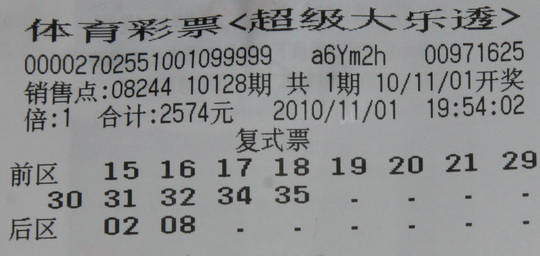 体育彩票<超级大乐透>
00002702551001099999 a6Ym2h 00971625
销售点:08244 10128期 共 1期 10/11/01开奖
倍:1 合计:2574元 2010/11/01 19:54:02
复式票
前区 15 16 17 18 19 20 21 29
30 31 32 34 35 - - - -
后区 02 08 - - - - - -